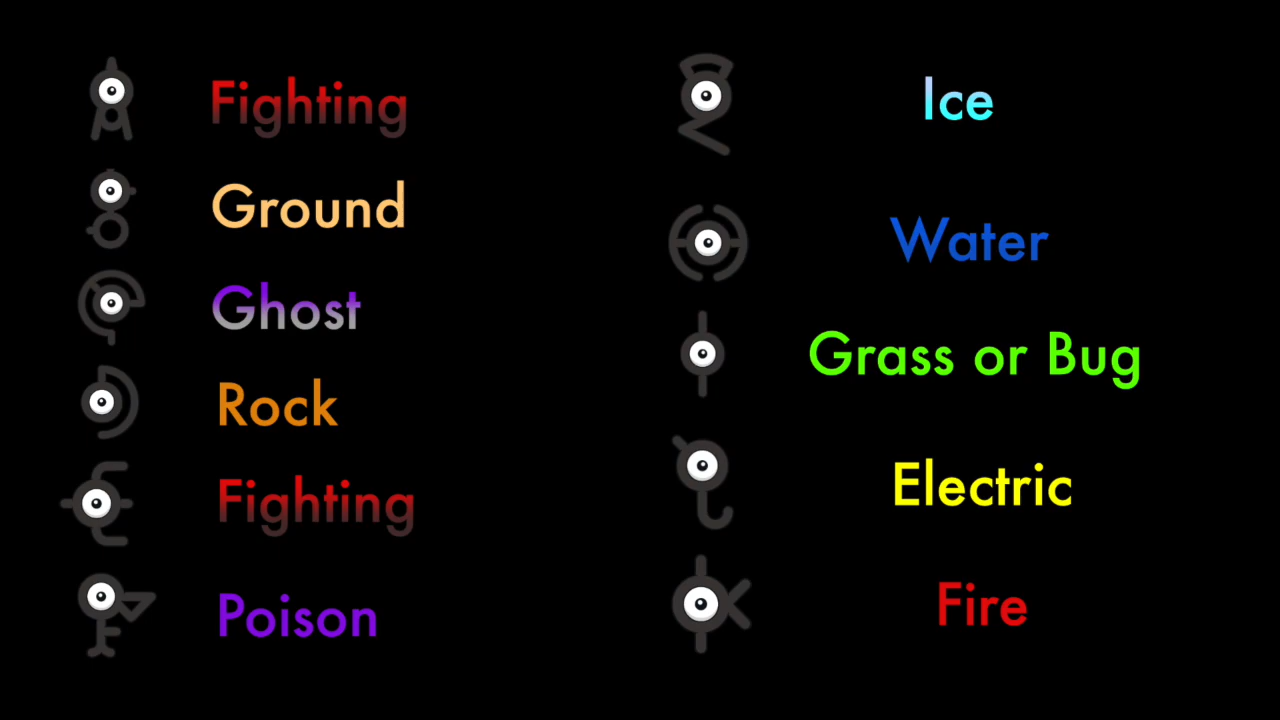 A Fighting
B Ground
C Ghost
D Rock
E Fighting
F Poison
G Ice
H Water
I Grass or Bug
J Electric
K Fire